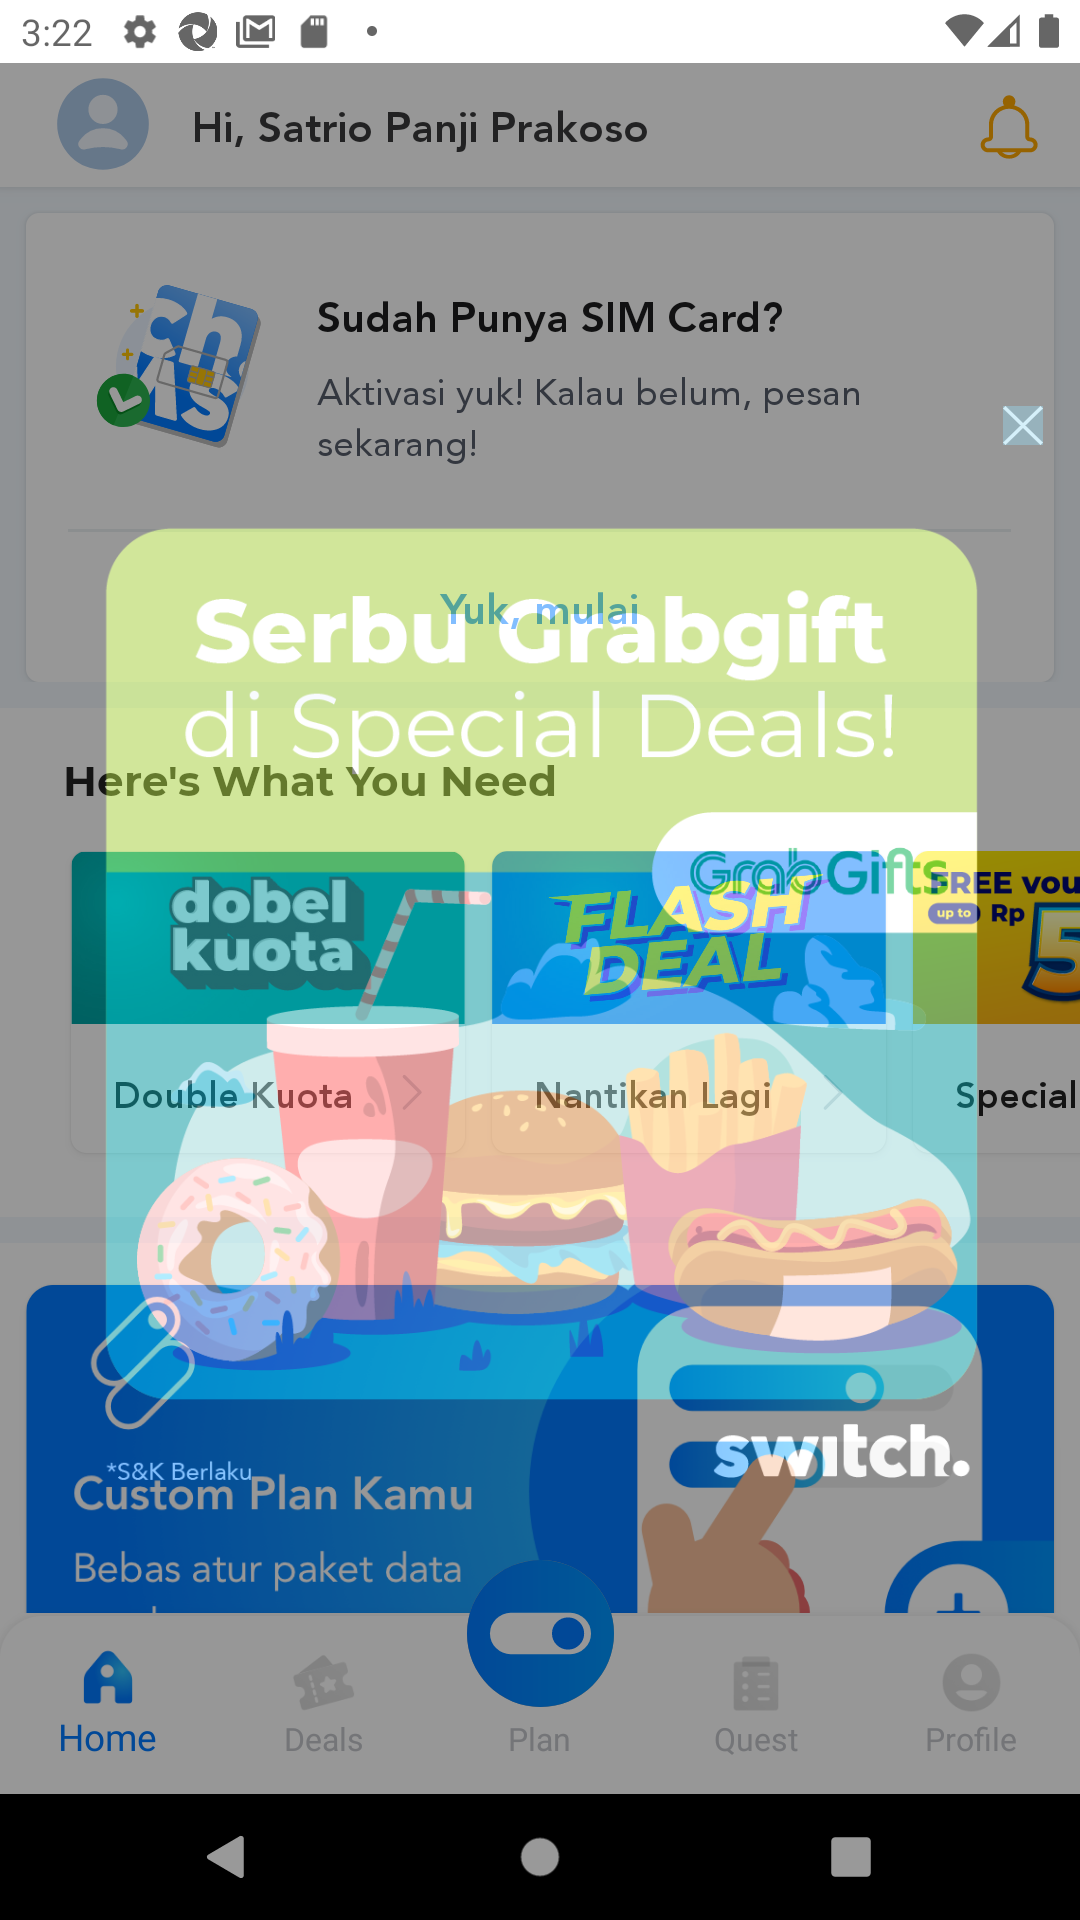 3:22
Hi, Satrio Panji Prakoso
Sudah Punya SIM Card?
Aktivasi yuk! Kalau belum, pesan
sekarang!
Yuk, mulai
Serbu Grabgift
di Special Deals!
Here's What You Need
GrabGifts
dobel
kuota
FLASH
DEAL
FREE vou
up to Rp
5
Double Kuota
Nantikan Lagi
Special
switch.
*S&K Berlaku
Custom Plan Kamu
Bebas atur paket data
Home
Deals
Plan
Quest
Profile